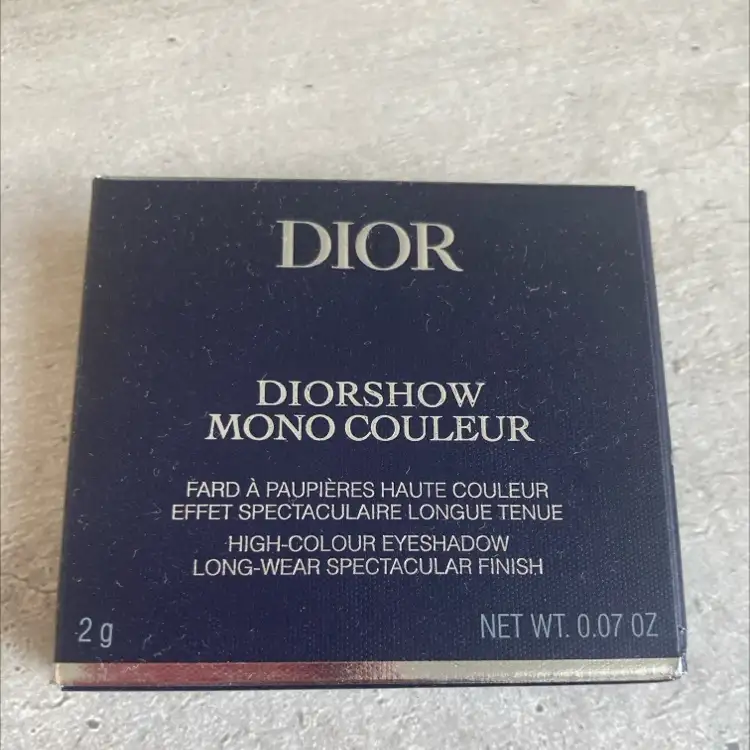 DIOR
DIORSHOW
MONO COULEUR
FARD À PAUPIÈRES HAUTE COULEUR
EFFET SPECTACULAIRE LONGUE TENUE
HIGH-COLOUR EYESHADOW
LONG-WEAR SPECTACULAR FINISH
2 g NET WT. 0.07 OZ